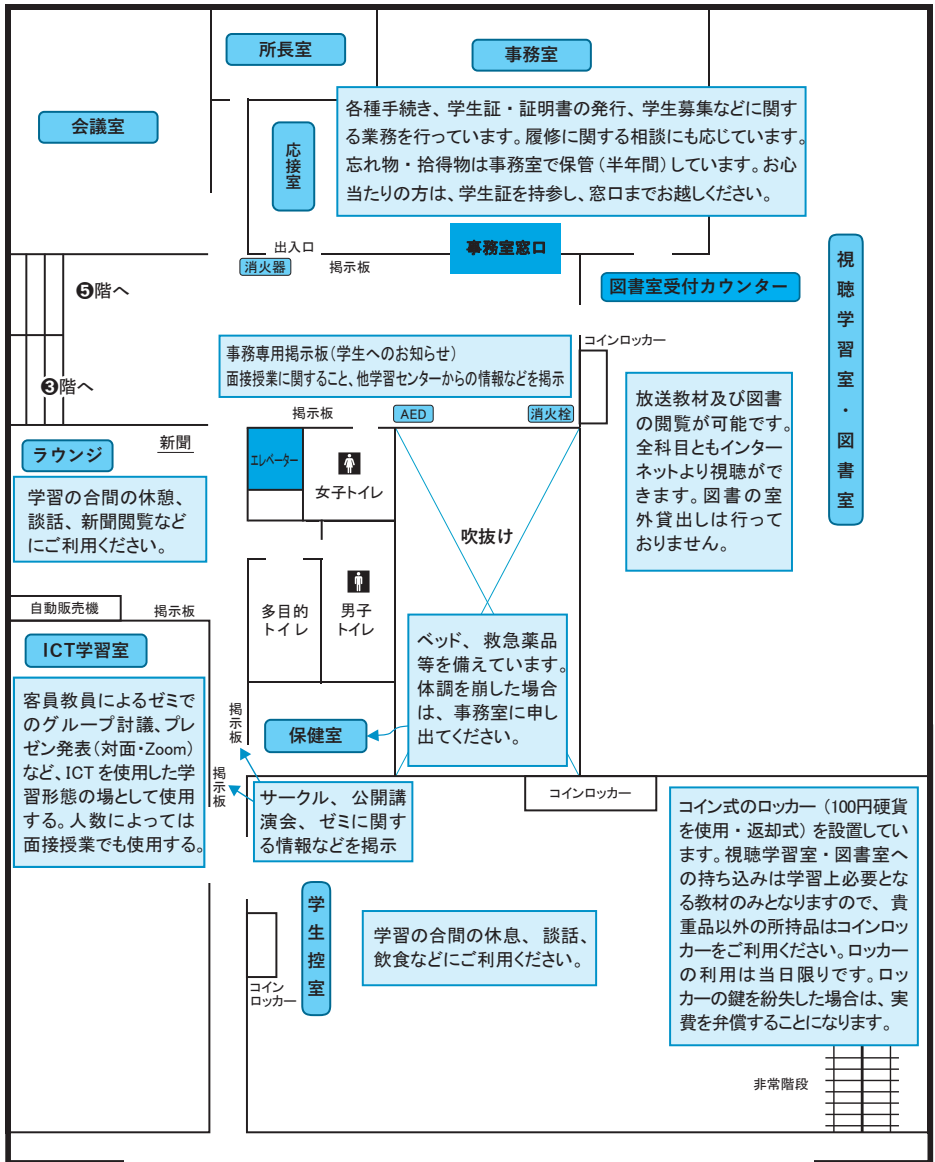 所長室
事務室
会議室
応接室
各種手続き、学生証・証明書の発行、学生募集などに関す
る業務を行っています。履修に関する相談にも応じています。
忘れ物・拾得物は事務室で保管(半年間)しています。お心
当たりの方は、学生証を持参し、窓口までお越しください。
出入口
消火器
掲示板
事務室窓口
視聴学習室・図書室
図書室受付カウンター
❺階へ
❸階へ
コインロッカー
事務専用掲示板(学生へのお知らせ)
面接授業に関すること、他学習センターからの情報などを掲示
掲示板
AED
消火栓
放送教材及び図書
の閲覧が可能です。
全科目ともインター
ネットより視聴がで
きます。図書の室
外貸出しは行って
おりません。
新聞
ラウンジ
学習の合間の休憩、
談話、新聞閲覧など
にご利用ください。
エレベーター
女子トイレ
吹抜け
自動販売機
掲示板
多目的
トイレ
男子
トイレ
ICT学習室
客員教員によるゼミで
のグループ討議、プレ
ゼン発表(対面・Zoom)
など、ICTを使用した学
習形態の場として使用
する。人数によっては
面接授業でも使用する。
ベッド、救急薬品
等を備えています。
体調を崩した場合
は、事務室に申し
出てください。
掲示板
保健室
掲示板
サークル、公開講
演会、ゼミに関す
る情報などを掲示
コインロッカー
コイン式のロッカー(100円硬貨
を使用・返却式)を設置してい
ます。視聴学習室・図書室へ
の持ち込みは学習上必要とな
る教材のみとなりますので、貴
重品以外の所持品はコインロッ
カーをご利用ください。ロッカー
の利用は当日限りです。ロッ
カーの鍵を紛失した場合は、実
費を弁償することになります。
学生控室
学習の合間の休息、談話、
飲食などにご利用ください。
コイン
ロッカー
非常階段